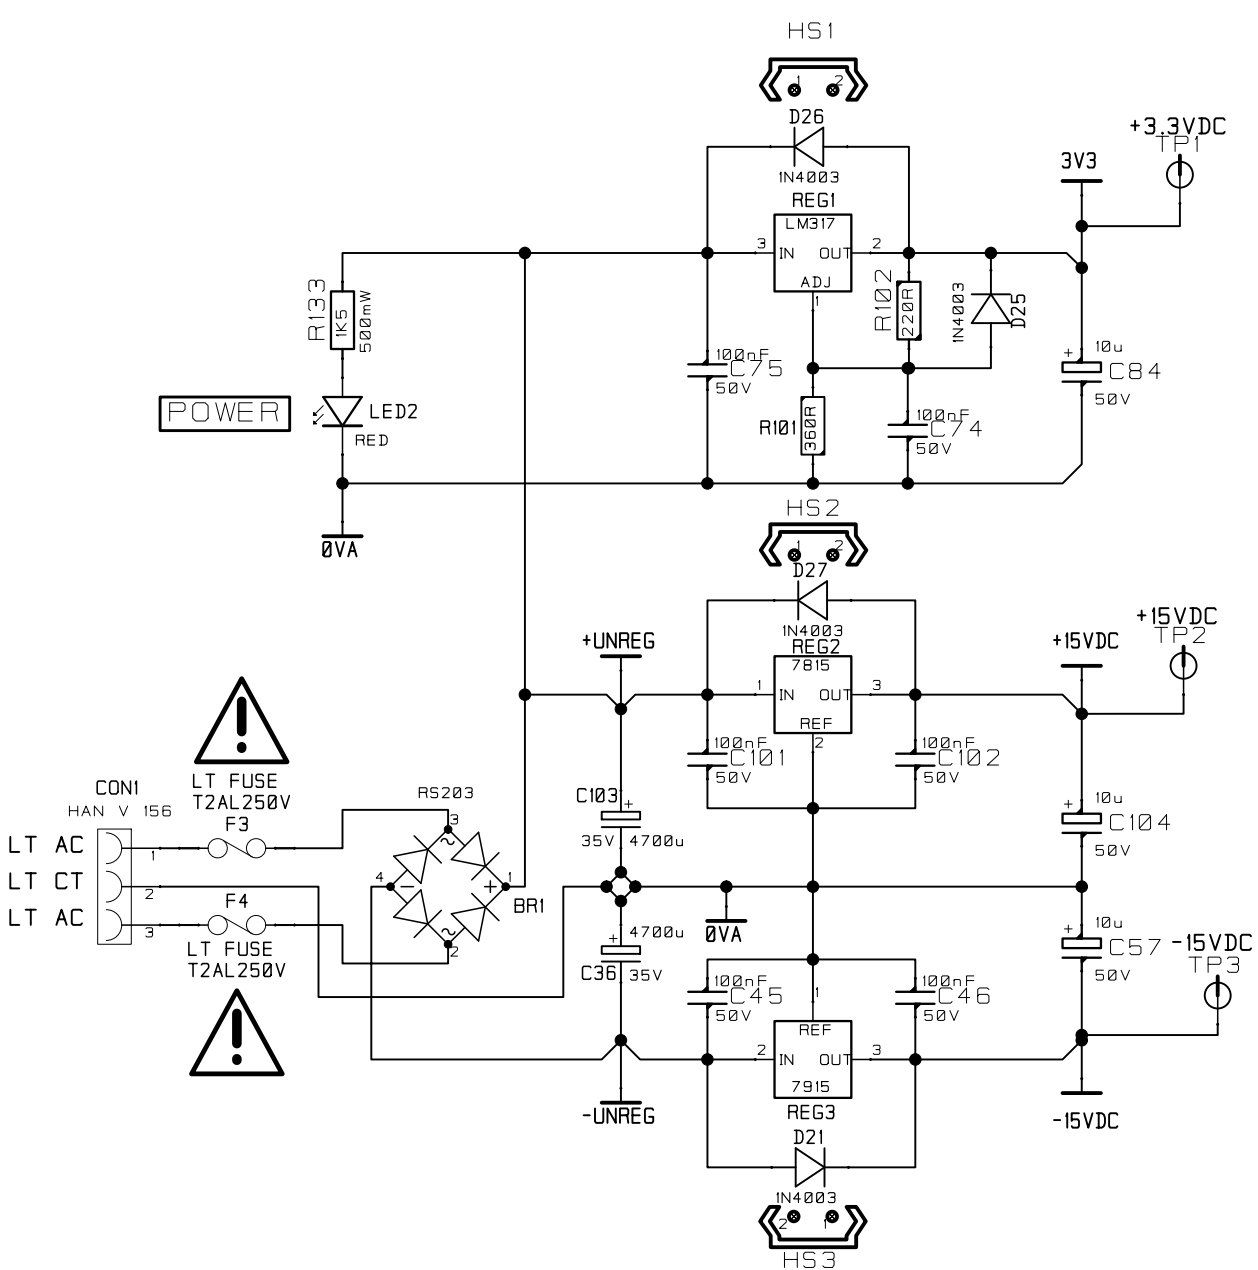 HS1
1 2
D26
1N4003
REG1
LM317
3 IN OUT 2
ADJ
1
+3.3VDC
TP1
3V3
R133
1K5
500mW
R102
220R
1N4003
D25
100nF
C75
50V
10u
+
C84
50V
POWER
LED2
RED
R101
360R
100nF
C74
50V
0VA
HS2
1 2
D27
1N4003
REG2
7815
1 IN OUT 3
REF
2
+UNREG
+15VDC
+15VDC
TP2
100nF
C101
50V
100nF
C102
50V
LT FUSE
T2AL250V
F3
CON1
HAN V 156
LT AC
1
LT CT
2
LT AC
3
F4
LT FUSE
T2AL250V
RS203
3
4
1
2
~
-
+
~
BR1
C103
+
35V 4700u
10u
+
C104
50V
0VA
4700u
+
C36
35V
10u
+
C57
50V
-15VDC
TP3
100nF
C45
50V
100nF
C46
50V
1
REF
2 IN OUT 3
7915
REG3
-UNREG
-15VDC
D21
1N4003
2 1
HS3